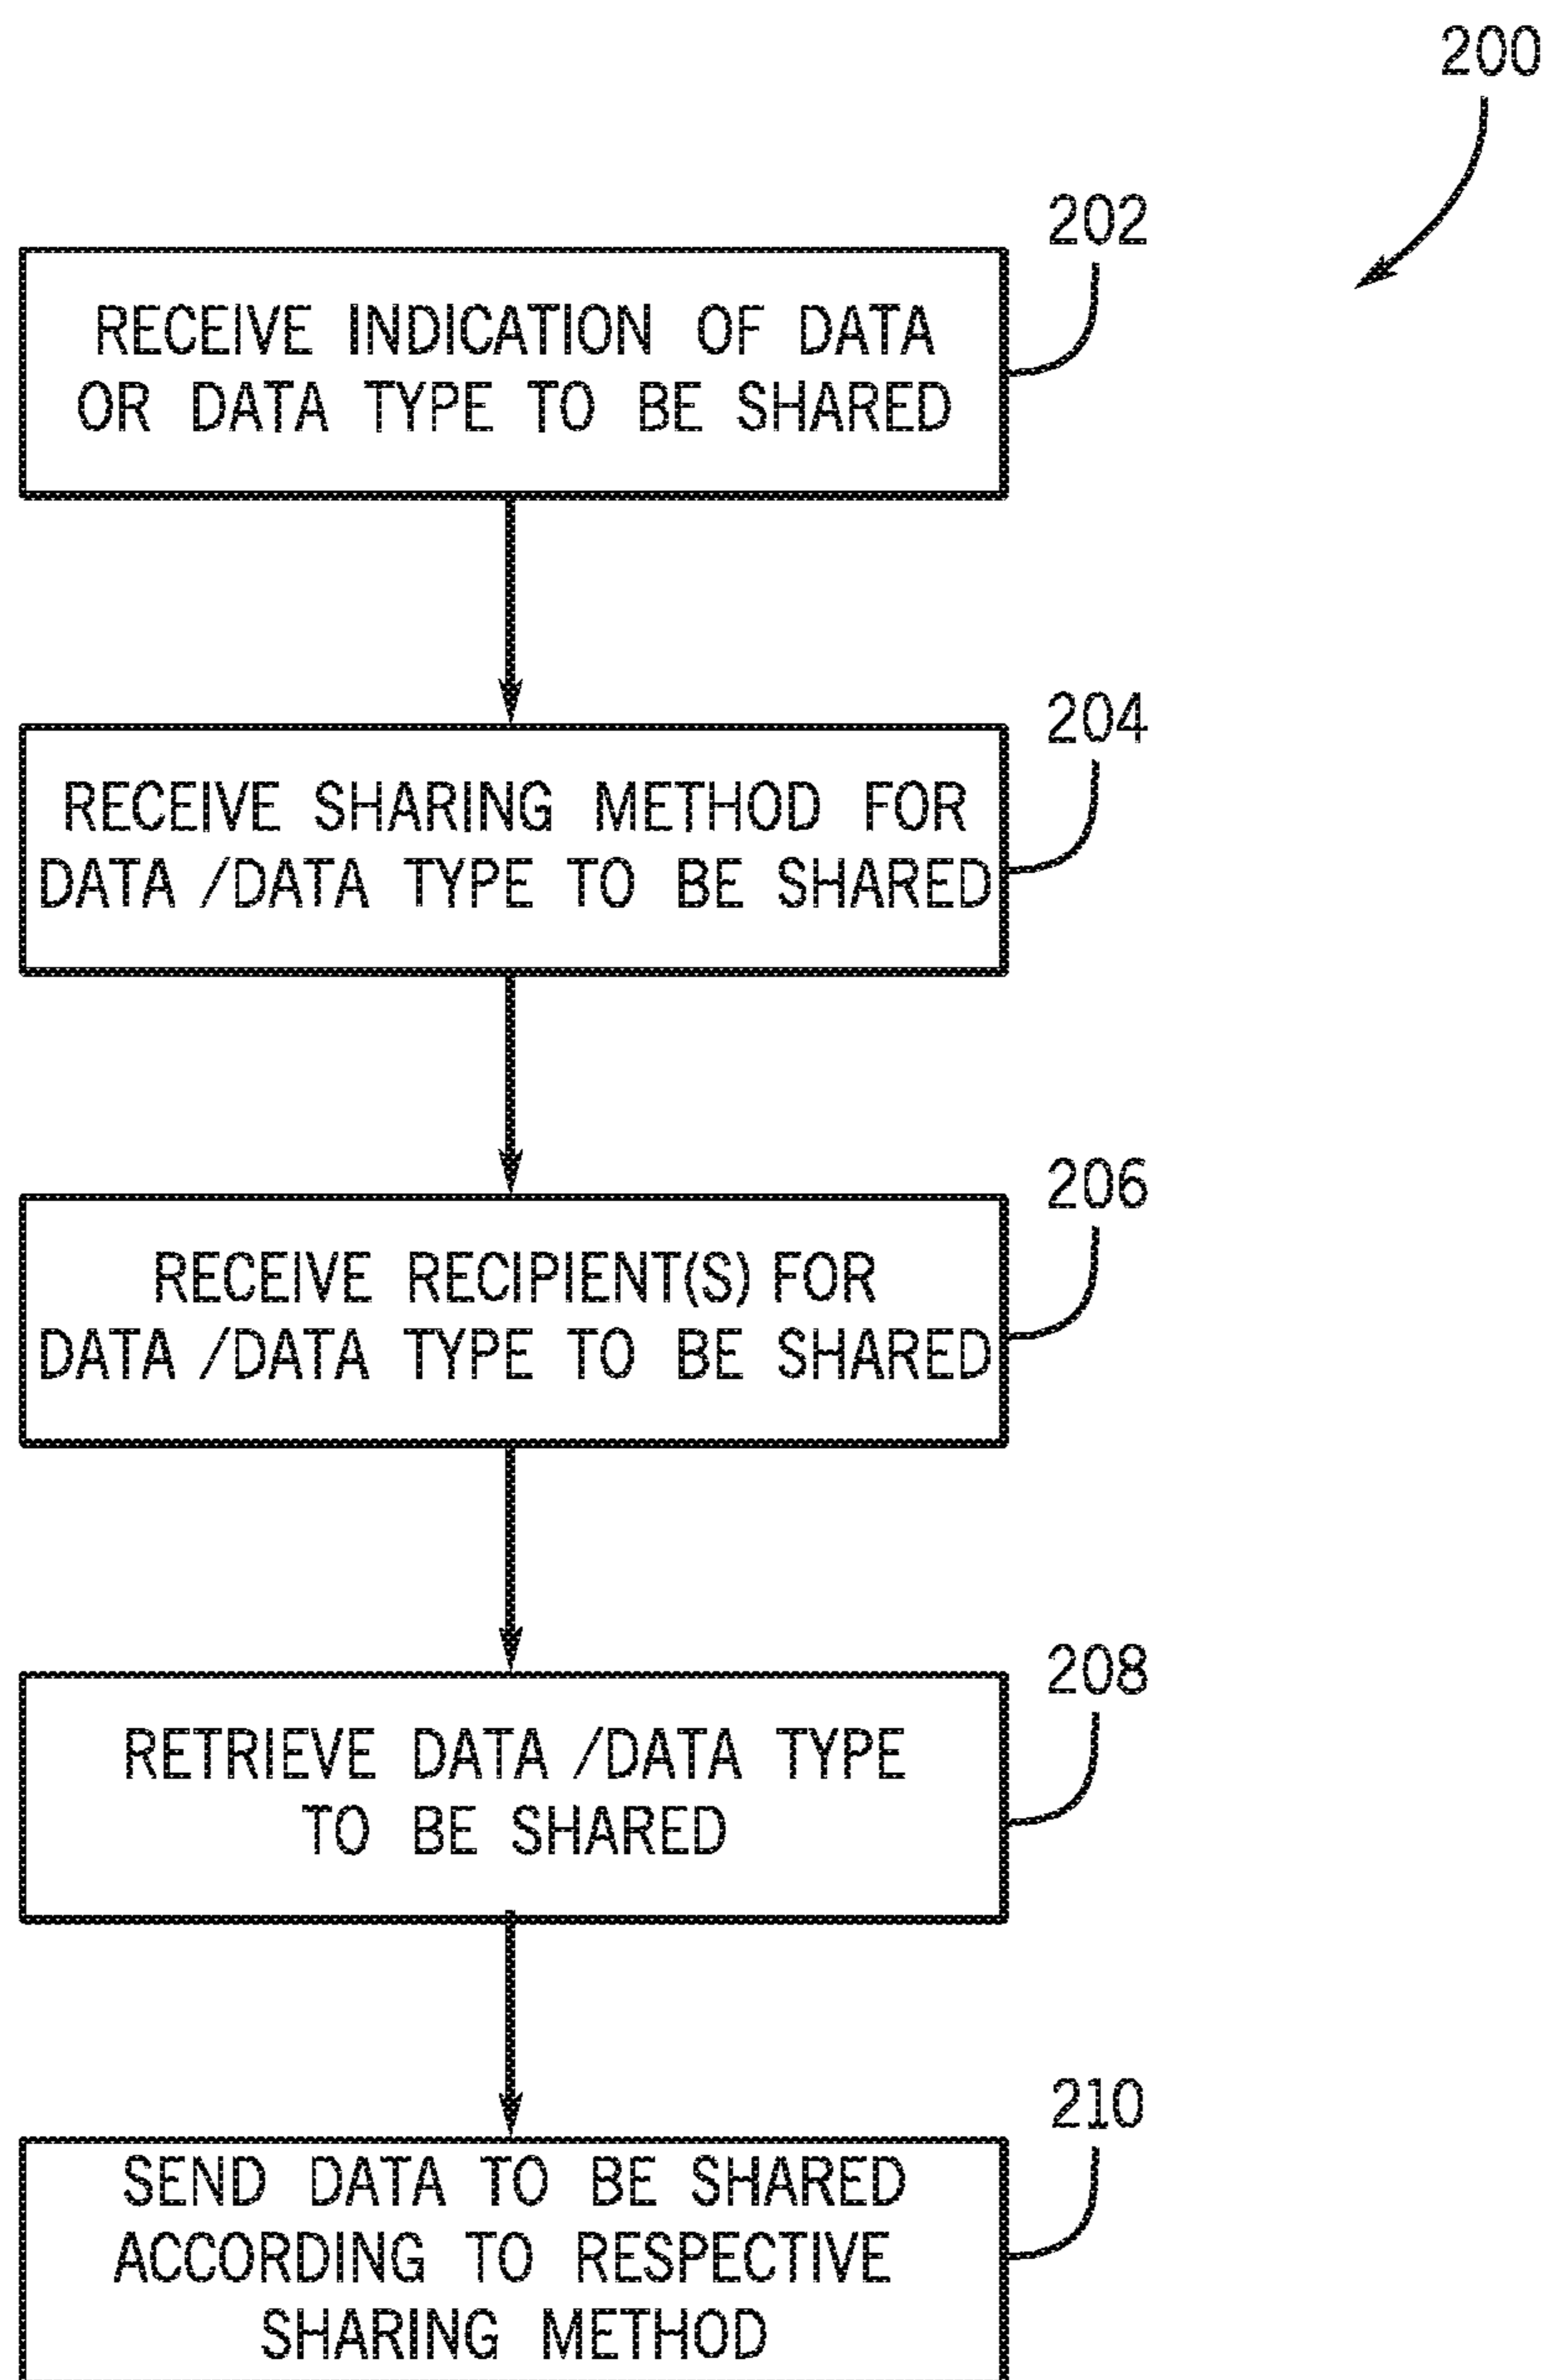 200
202
RECEIVE INDICATION OF DATA
OR DATA TYPE TO BE SHARED
204
RECEIVE SHARING METHOD FOR
DATA /DATA TYPE TO BE SHARED
206
RECEIVE RECIPIENT(S) FOR
DATA /DATA TYPE TO BE SHARED
208
RETRIEVE DATA /DATA TYPE
TO BE SHARED
210
SEND DATA TO BE SHARED
ACCORDING TO RESPECTIVE
SHARING METHOD